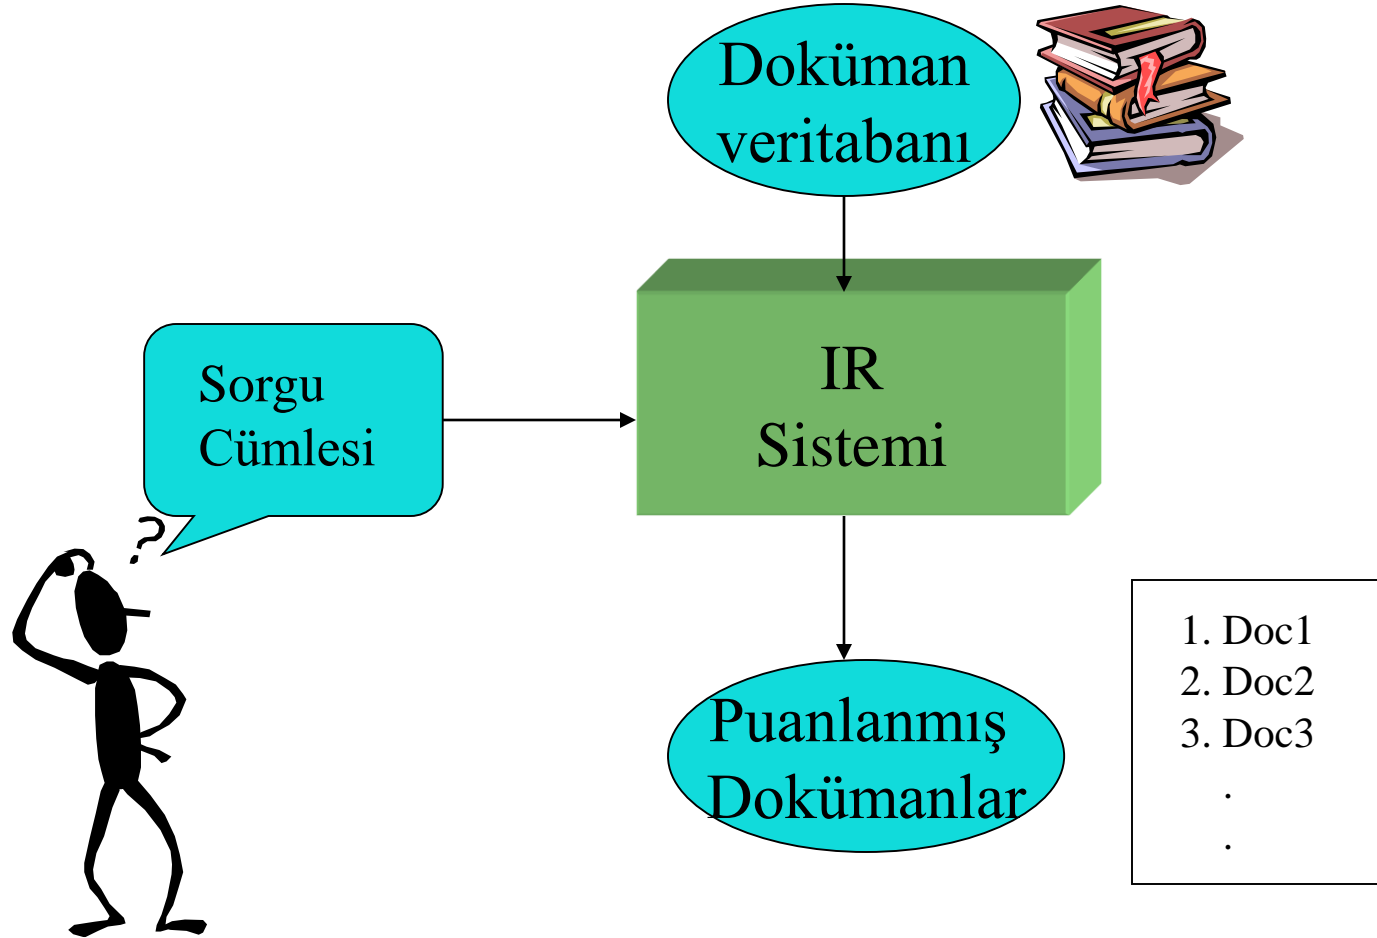 Doküman
veritabanı
IR
Sistemi
Sorgu
Cümlesi
?
Puanlanmış
Dokümanlar
1. Doc1
2. Doc2
3. Doc3
.
.